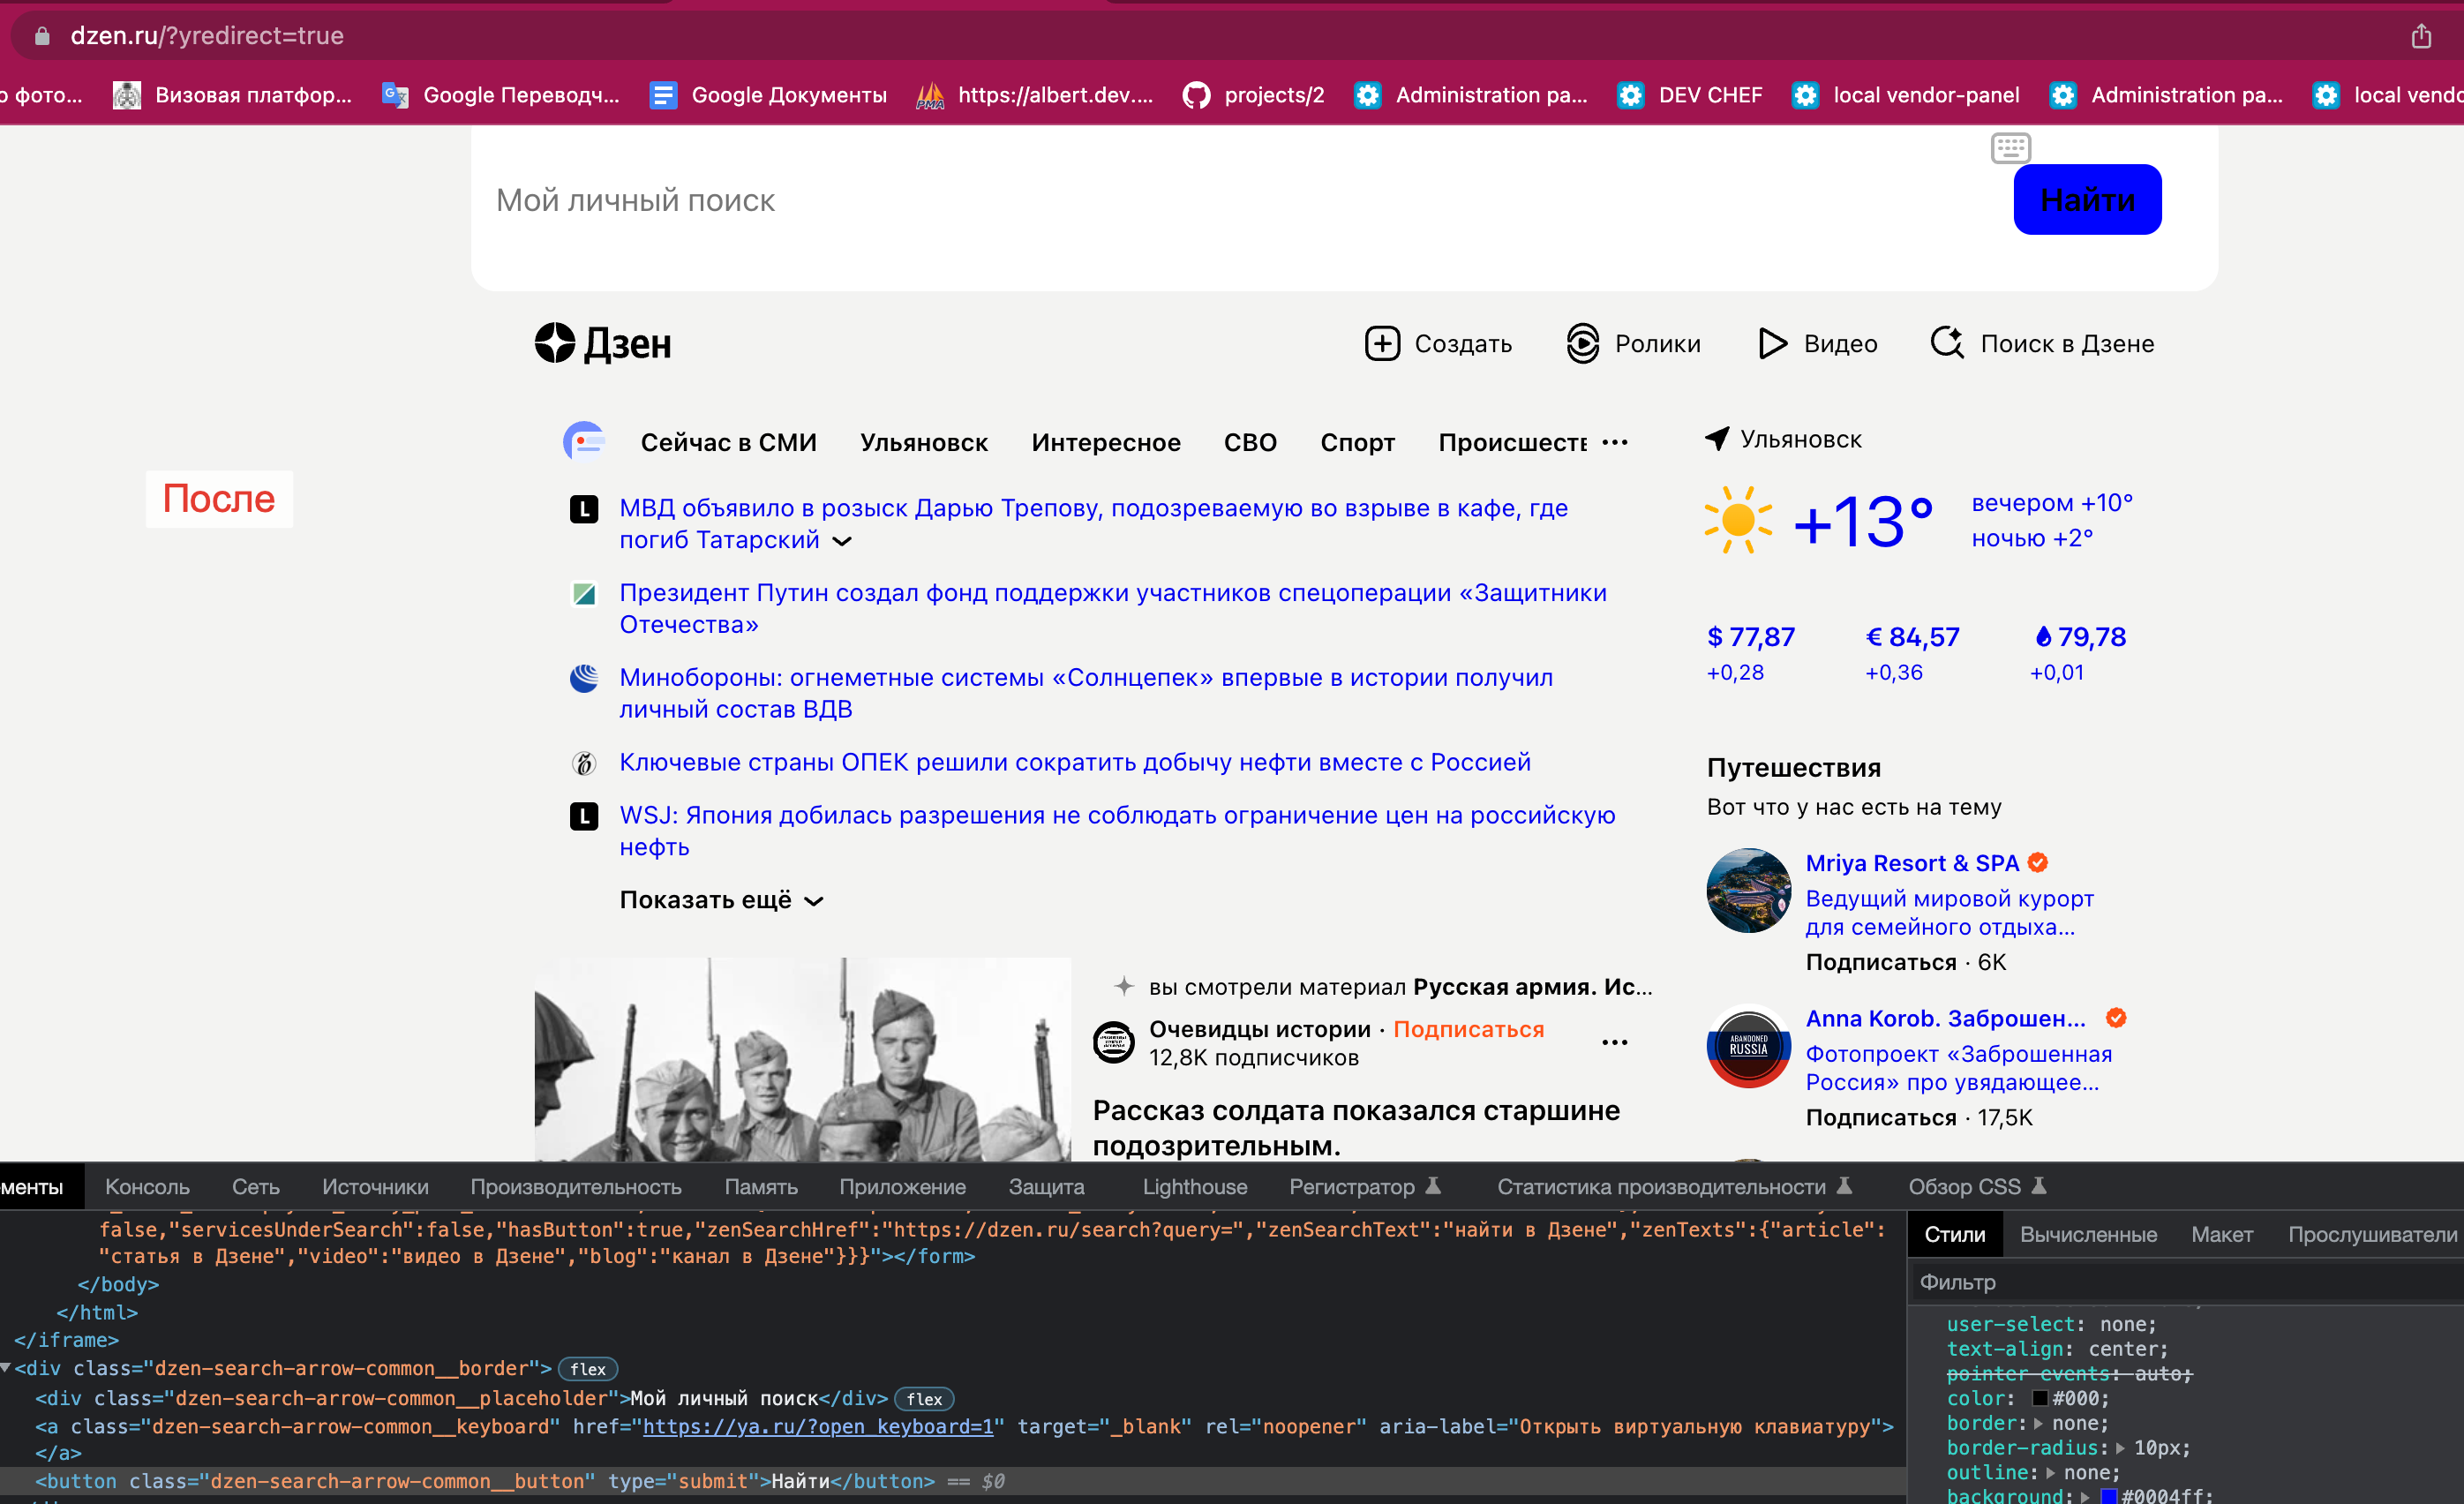 dzen.ru/?yredirect=true
о фото... Визовая платфор... Google Переводч... Google Документы https://albert.dev.... projects/2 Administration pa... DEV CHEF local vendor-panel Administration pa... local vendo
Мой личный поиск
Найти
Дзен
Создать Ролики Видео Поиск в Дзене
Сейчас в СМИ Ульяновск Интересное СВО Спорт Происшеств ...
После
МВД объявило в розыск Дарью Трепову, подозреваемую во взрыве в кафе, где
погиб Татарский
Президент Путин создал фонд поддержки участников спецоперации «Защитники
Отечества»
Минобороны: огнеметные системы «Солнцепек» впервые в истории получил
личный состав ВДВ
Ключевые страны ОПЕК решили сократить добычу нефти вместе с Россией
WSJ: Япония добилась разрешения не соблюдать ограничение цен на российскую
нефть
Показать ещё
Ульяновск
+13°
вечером +10°
ночью +2°
$ 77,87 € 84,57 79,78
+0,28 +0,36 +0,01
Путешествия
Вот что у нас есть на тему
Mriya Resort & SPA
Ведущий мировой курорт
для семейного отдыха...
Подписаться · 6K
ABANDONED
RUSSIA
Anna Korob. Заброшен...
Фотопроект «Заброшенная
Россия» про увядающее...
Подписаться · 17,5K
вы смотрели материал Русская армия. Ис...
Очевидцы истории · Подписаться
12,8K подписчиков
Рассказ солдата показался старшине
подозрительным.
менты Консоль Сеть Источники Производительность Память Приложение Защита Lighthouse Регистратор Статистика производительности Обзор CSS
false,"servicesUnderSearch":false,"hasButton":true,"zenSearchHref":"https://dzen.ru/search?query=","zenSearchText":"найти в Дзене","zenTexts":{"article":
"статья в Дзене","video":"видео в Дзене","blog":"канал в Дзене"}}}"></form>
</body>
</html>
</iframe>
<div class="dzen-search-arrow-common__border"> flex
<div class="dzen-search-arrow-common__placeholder">Мой личный поиск</div> flex
<a class="dzen-search-arrow-common__keyboard" href="https://ya.ru/?open_keyboard=1" target="_blank" rel="noopener" aria-label="Открыть виртуальную клавиатуру">
</a>
<button class="dzen-search-arrow-common__button" type="submit">Найти</button> == $0
Стили Вычисленные Макет Прослушиватели
Фильтр
user-select: none;
text-align: center;
pointer-events: auto;
color: #000;
border: none;
border-radius: 10px;
outline: none;
background: #0004ff;